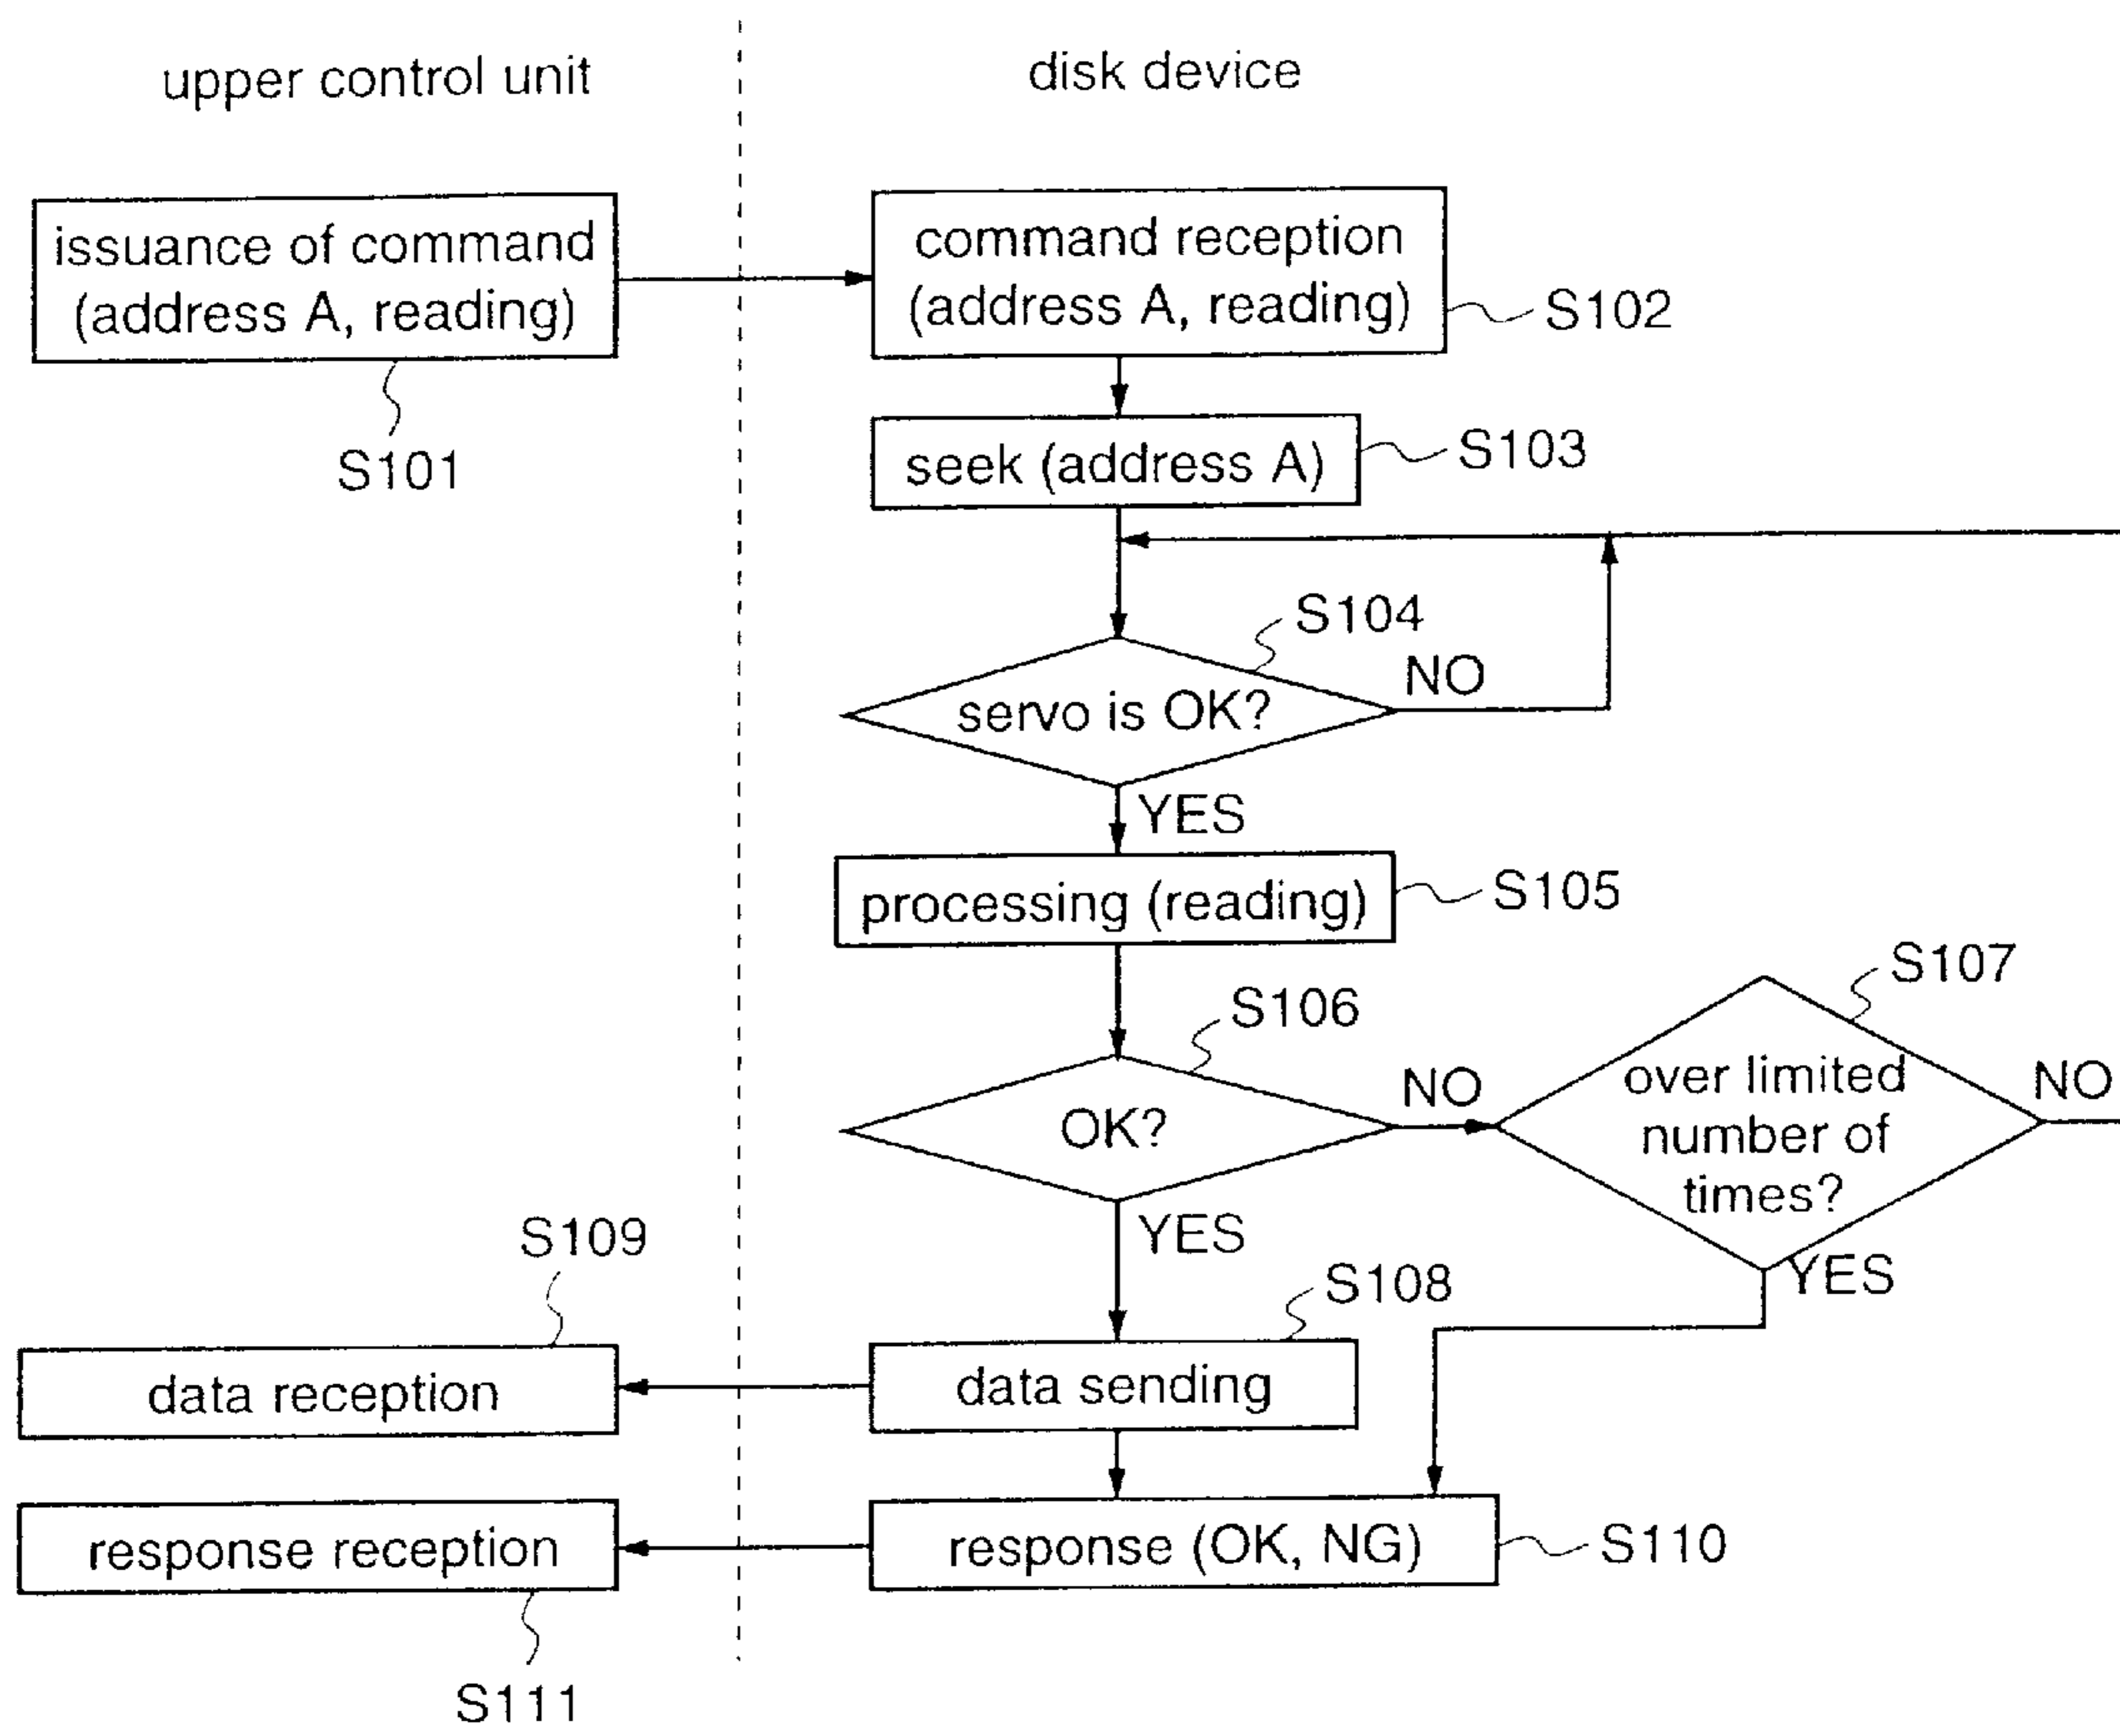 upper control unit
disk device
issuance of command
(address A, reading)
S101
command reception
(address A, reading)
S102
seek (address A)
S103
S104
servo is OK?
NO
YES
processing (reading)
S105
S106
OK?
NO
YES
S107
over limited
number of
times?
NO
YES
S109
data reception
S108
data sending
response reception
S111
response (OK, NG)
S110